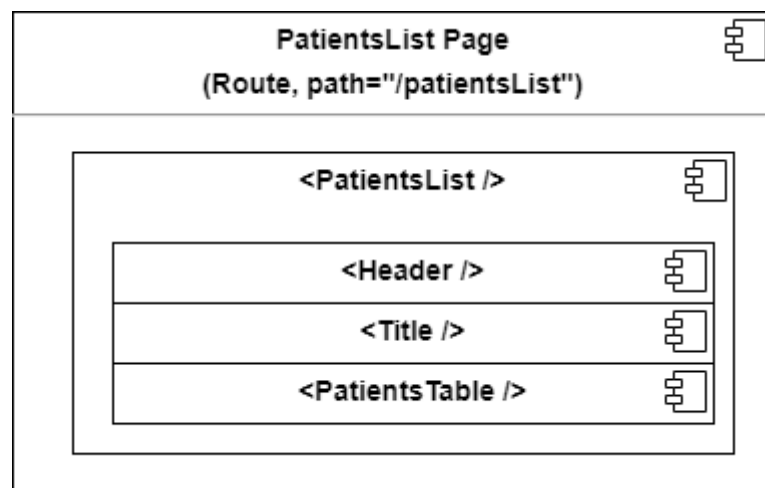 PatientsList Page
(Route, path="/patientsList")
<PatientsList />
<Header />
<Title />
<PatientsTable />